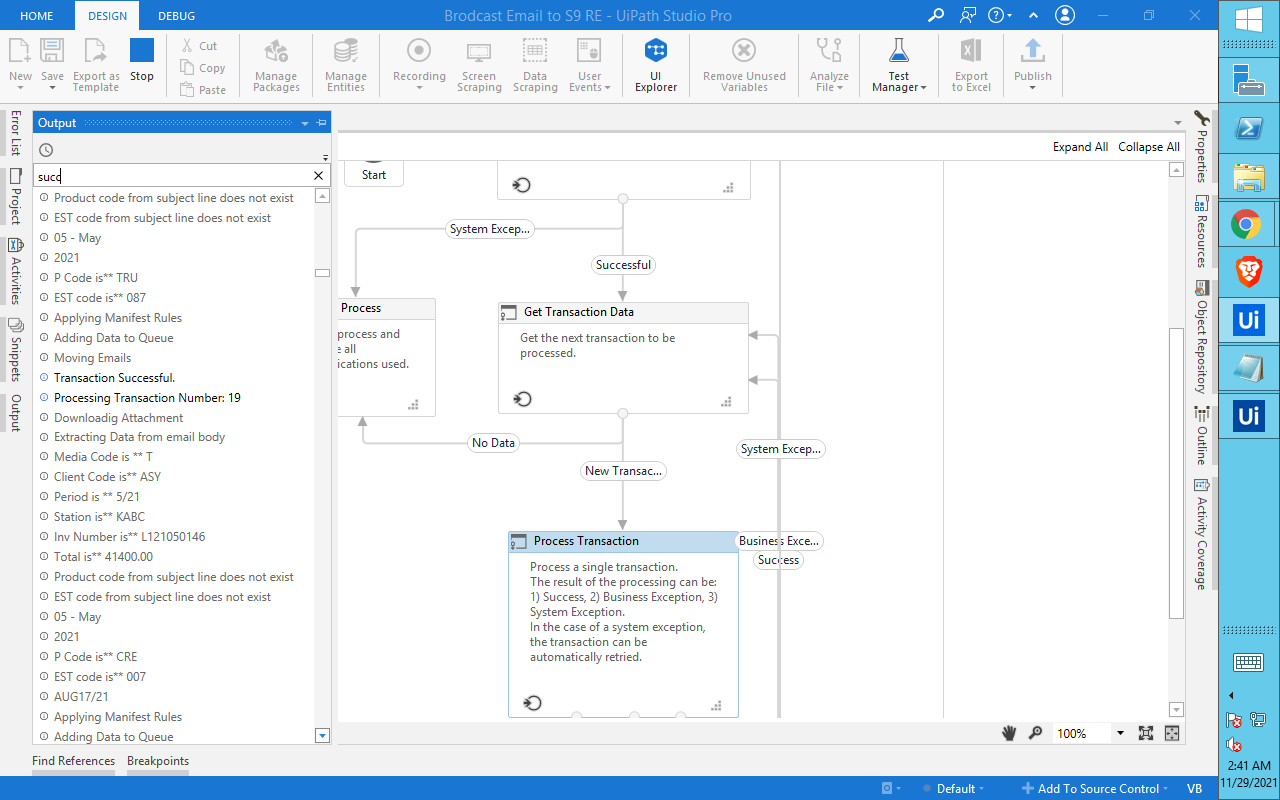 HOME
DESIGN
DEBUG
Brodcast Email to S9 RE - UiPath Studio Pro
New
Save
Export as
Template
Stop
Cut
Copy
Paste
Manage
Packages
Manage
Entities
Recording
Screen
Scraping
Data
Scraping
User
Events
UI
Explorer
Remove Unused
Variables
Analyze
File
Test
Manager
Export
to Excel
Publish
Error List
Project
Activities
Snippets
Output
Output
succ
Product code from subject line does not exist
EST code from subject line does not exist
05 - May
2021
P Code is** TRU
EST code is** 087
Applying Manifest Rules
Adding Data to Queue
Moving Emails
Transaction Successful.
Processing Transaction Number: 19
Downloadig Attachment
Extracting Data from email body
Media Code is ** T
Client Code is** ASY
Period is ** 5/21
Station is** KABC
Inv Number is** L121050146
Total is** 41400.00
Product code from subject line does not exist
EST code from subject line does not exist
05 - May
2021
P Code is** CRE
EST code is** 007
AUG17/21
Applying Manifest Rules
Adding Data to Queue
Find References
Breakpoints
Expand All
Collapse All
Start
System Excep...
Successful
Process
process and
e all
ications used.
Get Transaction Data
Get the next transaction to be
processed.
No Data
System Excep...
New Transac...
Process Transaction
Business Exce...
Success
Process a single transaction.
The result of the processing can be:
1) Success, 2) Business Exception, 3)
System Exception.
In the case of a system exception,
the transaction can be
automatically retried.
100%
Properties
Resources
Object Repository
Outline
Activity Coverage
Ui
Ui
Default
Add To Source Control
VB
2:41 AM
11/29/2021